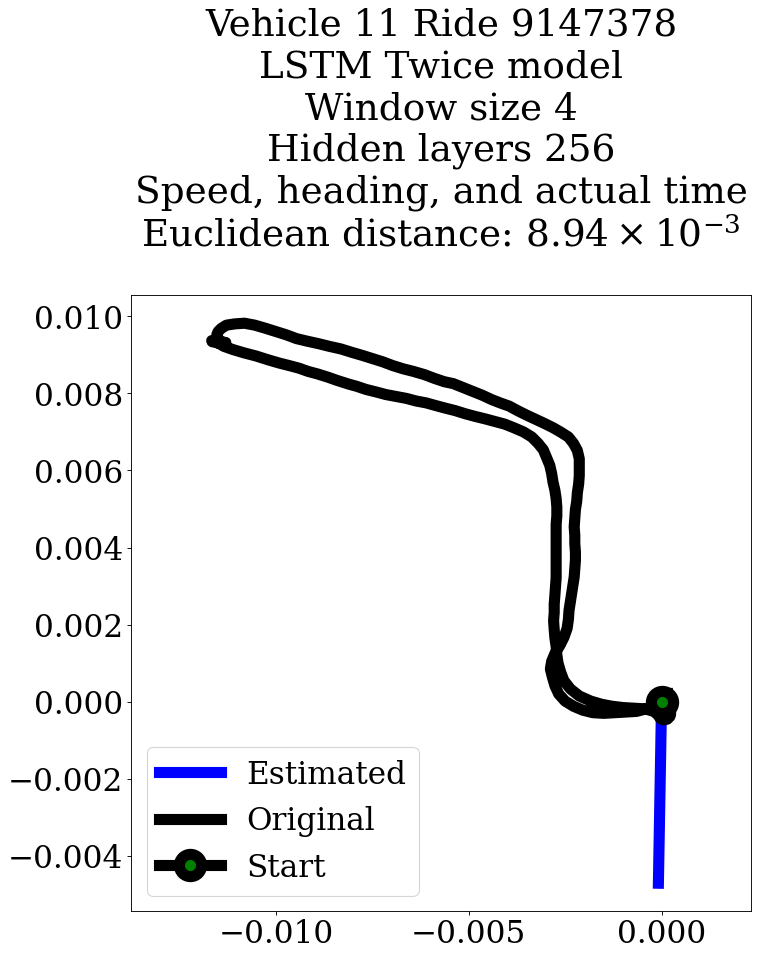 Vehicle 11 Ride 9147378
LSTM Twice model
Window size 4
Hidden layers 256
Speed, heading, and actual time
Euclidean distance: 8.94 × 10⁻³
0.010
0.008
0.006
0.004
0.002
0.000
−0.002
−0.004
Estimated
Original
Start
−0.010 −0.005 0.000